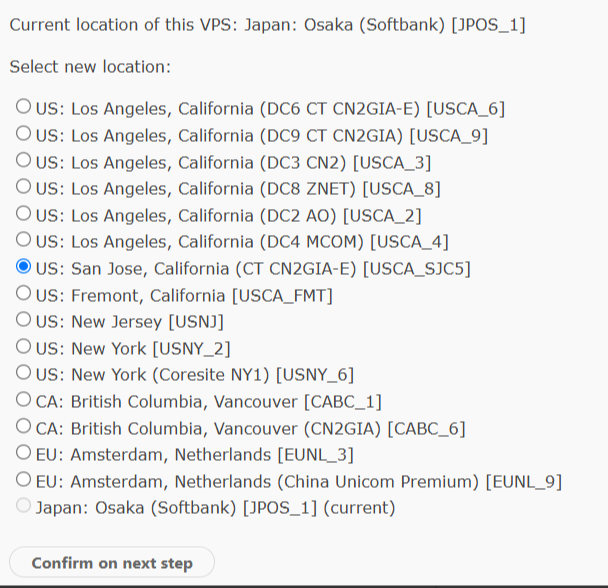 Current location of this VPS: Japan: Osaka (Softbank) [JPOS_1]
Select new location:
US: Los Angeles, California (DC6 CT CN2GIA-E) [USCA_6]
US: Los Angeles, California (DC9 CT CN2GIA) [USCA_9]
US: Los Angeles, California (DC3 CN2) [USCA_3]
US: Los Angeles, California (DC8 ZNET) [USCA_8]
US: Los Angeles, California (DC2 AO) [USCA_2]
US: Los Angeles, California (DC4 MCOM) [USCA_4]
US: San Jose, California (CT CN2GIA-E) [USCA_SJC5]
US: Fremont, California [USCA_FMT]
US: New Jersey [USNJ]
US: New York [USNY_2]
US: New York (Coresite NY1) [USNY_6]
CA: British Columbia, Vancouver [CABC_1]
CA: British Columbia, Vancouver (CN2GIA) [CABC_6]
EU: Amsterdam, Netherlands [EUNL_3]
EU: Amsterdam, Netherlands (China Unicom Premium) [EUNL_9]
Japan: Osaka (Softbank) [JPOS_1] (current)
Confirm on next step